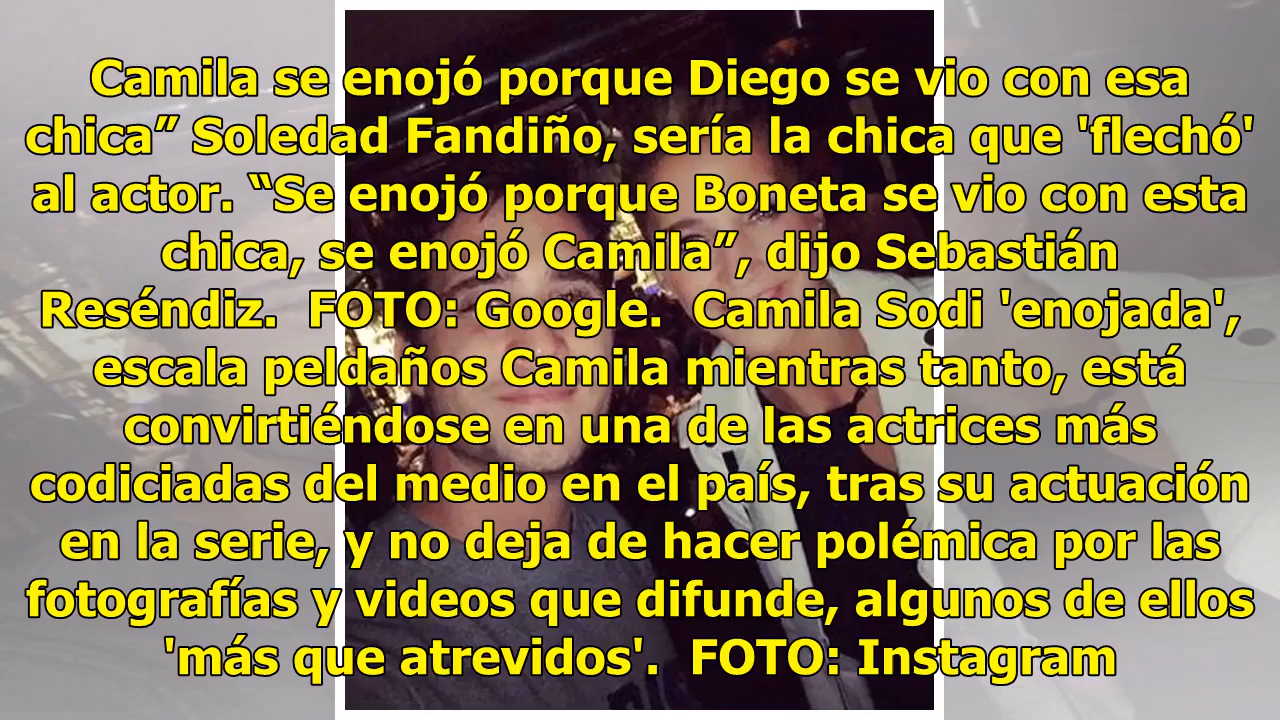 Camila se enojó porque Diego se vio con esa
chica” Soledad Fandiño, sería la chica que 'flechó'
al actor. “Se enojó porque Boneta se vio con esta
chica, se enojó Camila”, dijo Sebastián
Reséndiz.  FOTO: Google.  Camila Sodi 'enojada',
escala peldaños Camila mientras tanto, está
convirtiéndose en una de las actrices más
codiciadas del medio en el país, tras su actuación
en la serie, y no deja de hacer polémica por las
fotografías y videos que difunde, algunos de ellos
'más que atrevidos'.  FOTO: Instagram